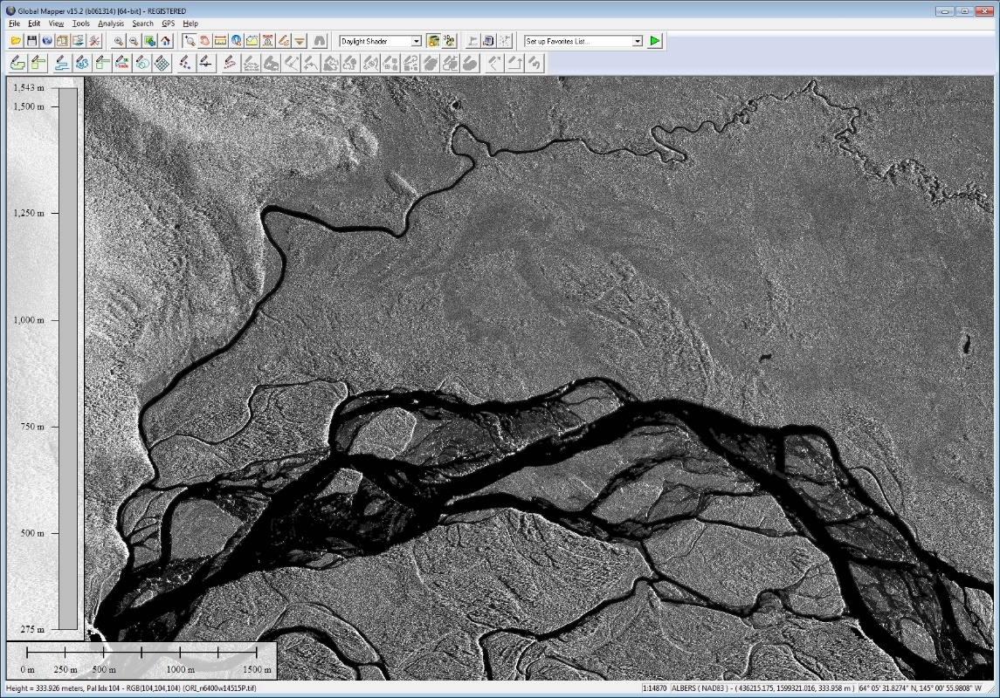 Global Mapper v15.2 (b061314) [64-bit] - REGISTERED
File Edit View Tools Analysis Search GPS Help
Daylight Shader Set up Favorites List...
1,543 m
1,500 m
1,250 m
1,000 m
750 m
500 m
275 m
0 m 250 m 500 m 1000 m 1500 m
Height = 333.926 meters, Pal Idx 104 - RGB(104,104,104) (ORI_n6400w14515P.tif) 1:14870 ALBERS ( NAD83 ) - ( 436215.175, 1599321.016, 333.958 m ) 64° 05' 31.8274" N, 145° 00' 55.9808" W